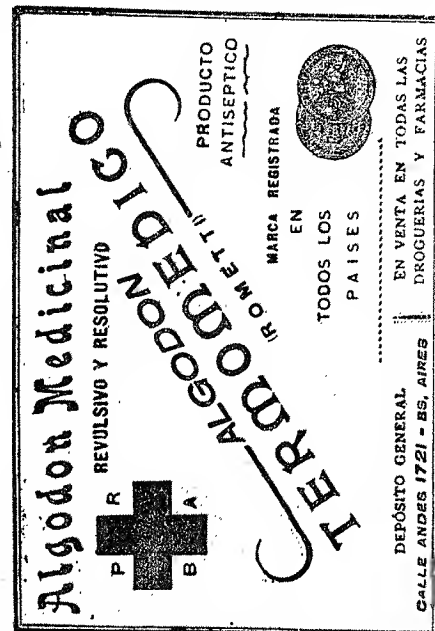 Algodon Medicinal
REVULSIVO Y RESOLUTIVO
P R
B A
ALGODON
TERMOMEDICO
(ROMETTI)
PRODUCTO
ANTISEPTICO
MARCA REGISTRADA
EN
TODOS LOS
PAISES
DEPÓSITO GENERAL
CALLE ANDES 1721 - BS, AIRES
EN VENTA EN TODAS LAS
DROGUERIAS Y FARMACIAS